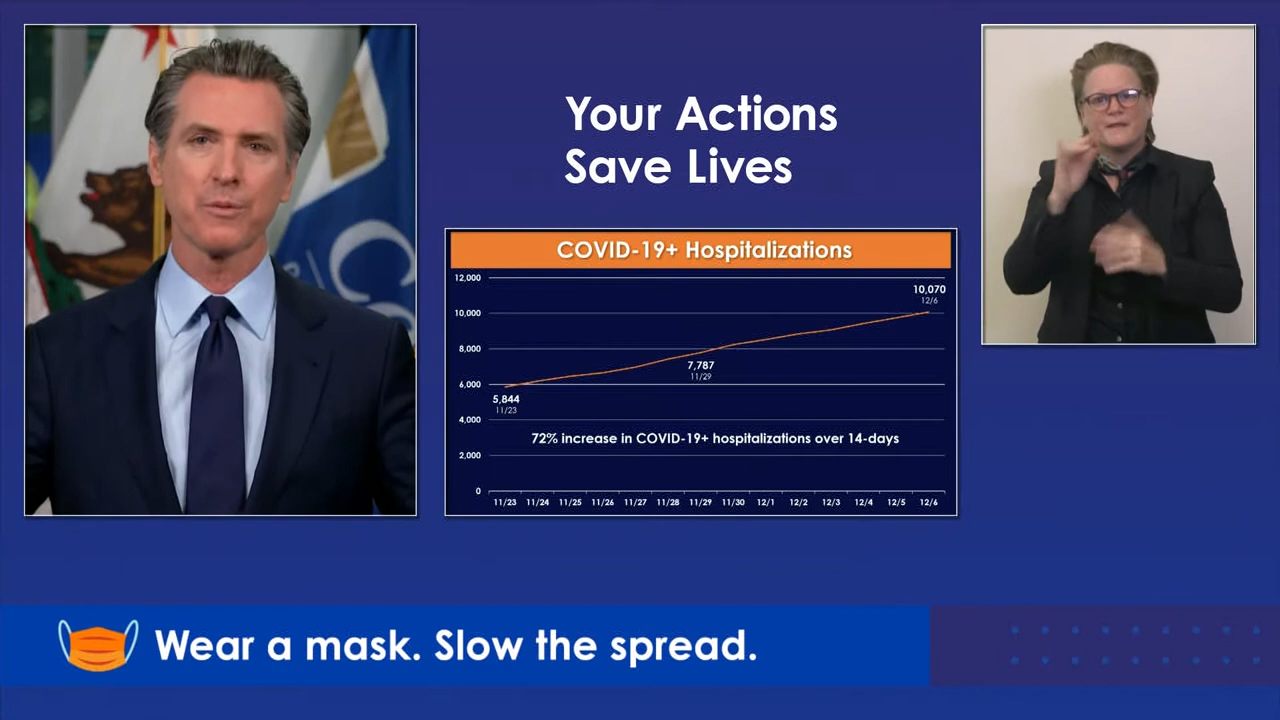 Your Actions
Save Lives
COVID-19+ Hospitalizations
12,000
10,000
8,000
6,000
4,000
2,000
0
10,070
12/6
7,787
11/29
5,844
11/23
72% increase in COVID-19+ hospitalizations over 14-days
11/23 11/24 11/25 11/26 11/27 11/28 11/29 11/30 12/1 12/2 12/3 12/4 12/5 12/6
Wear a mask. Slow the spread.